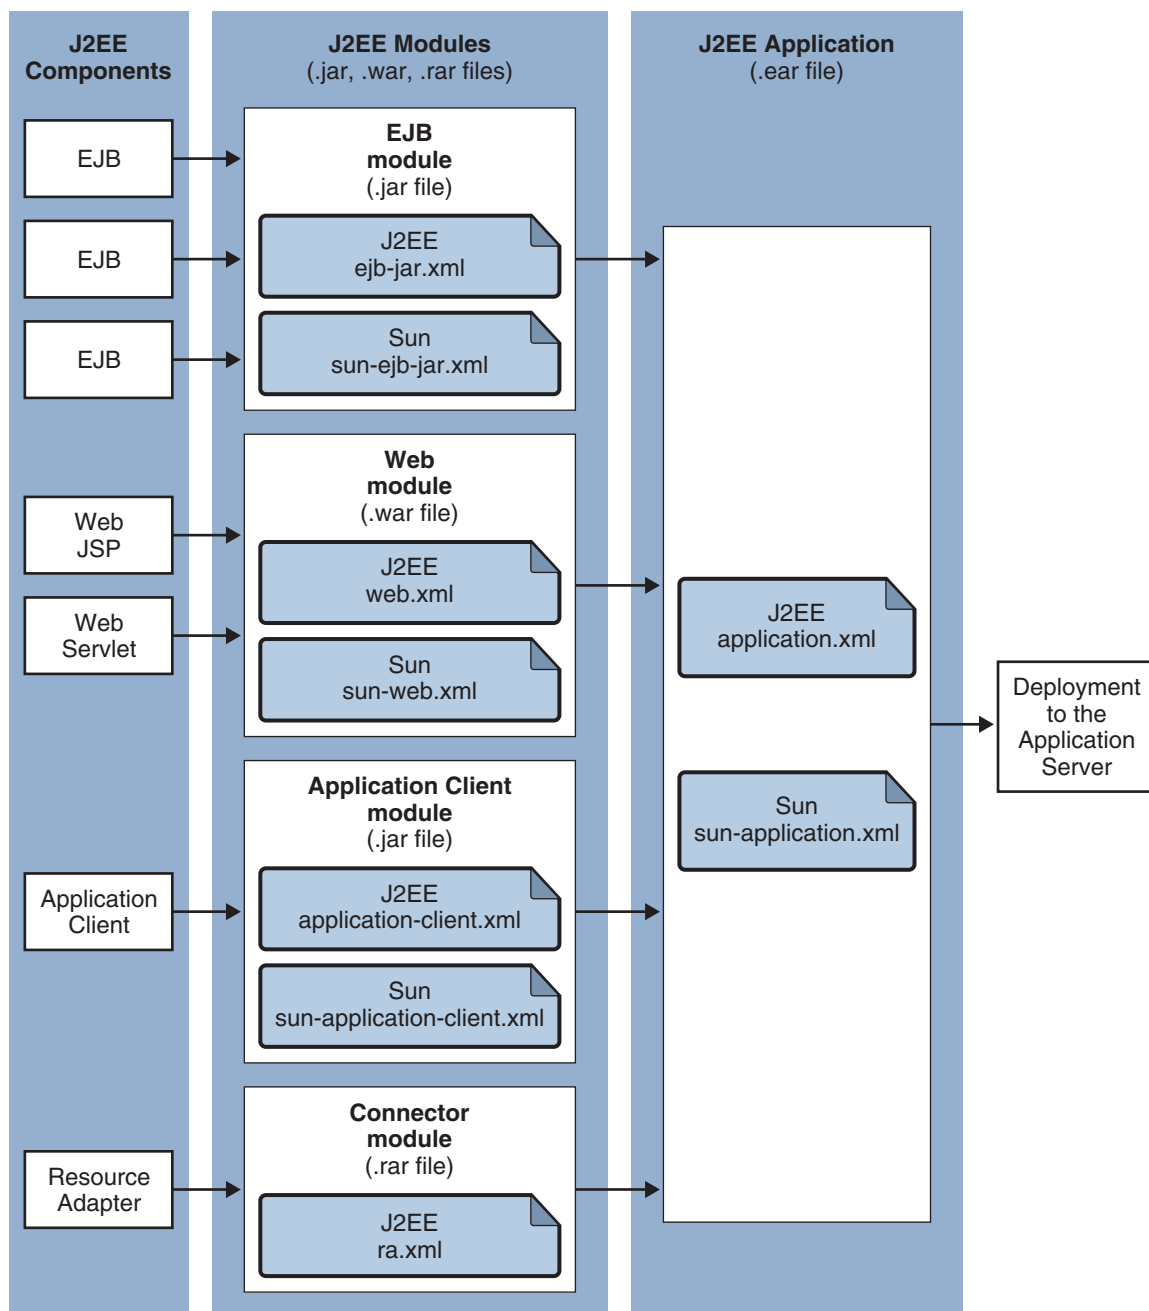 J2EE
Components
J2EE Modules
(.jar, .war, .rar files)
J2EE Application
(.ear file)
EJB
EJB
EJB
Web
JSP
Web
Servlet
Application
Client
Resource
Adapter
EJB
module
(.jar file)
J2EE
ejb-jar.xml
Sun
sun-ejb-jar.xml
Web
module
(.war file)
J2EE
web.xml
Sun
sun-web.xml
Application Client
module
(.jar file)
J2EE
application-client.xml
Sun
sun-application-client.xml
Connector
module
(.rar file)
J2EE
ra.xml
J2EE
application.xml
Sun
sun-application.xml
Deployment
to the
Application
Server